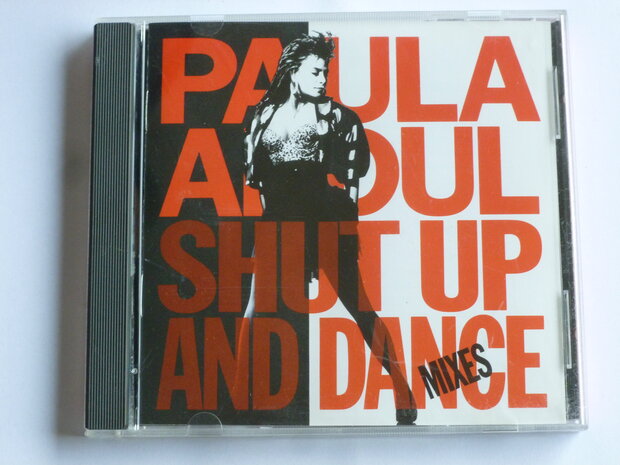 PAULA
ABDUL
SHUT UP
AND DANCE
MIXES